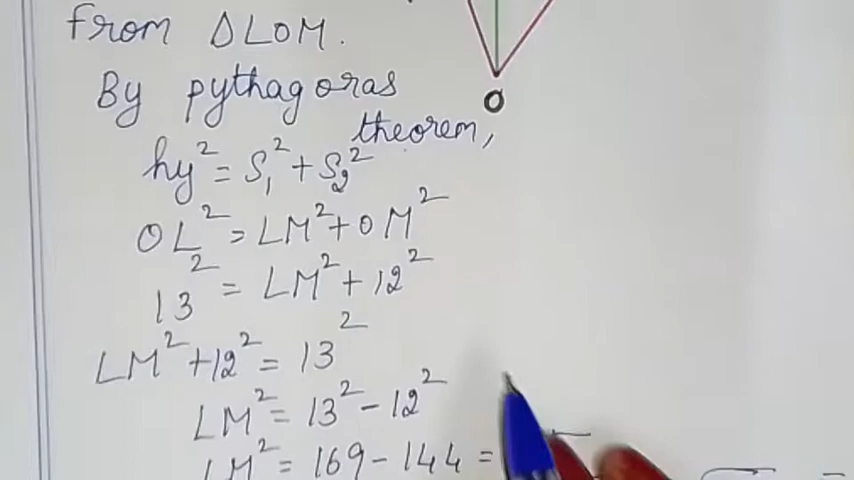 from ΔLOM.
By pythagoras
theorem,
O
hy² = S₁² + S₂²
OL² = LM² + OM²
13² = LM² + 12²
LM² + 12² = 13²
LM² = 13² - 12²
LM² = 169 - 144 =